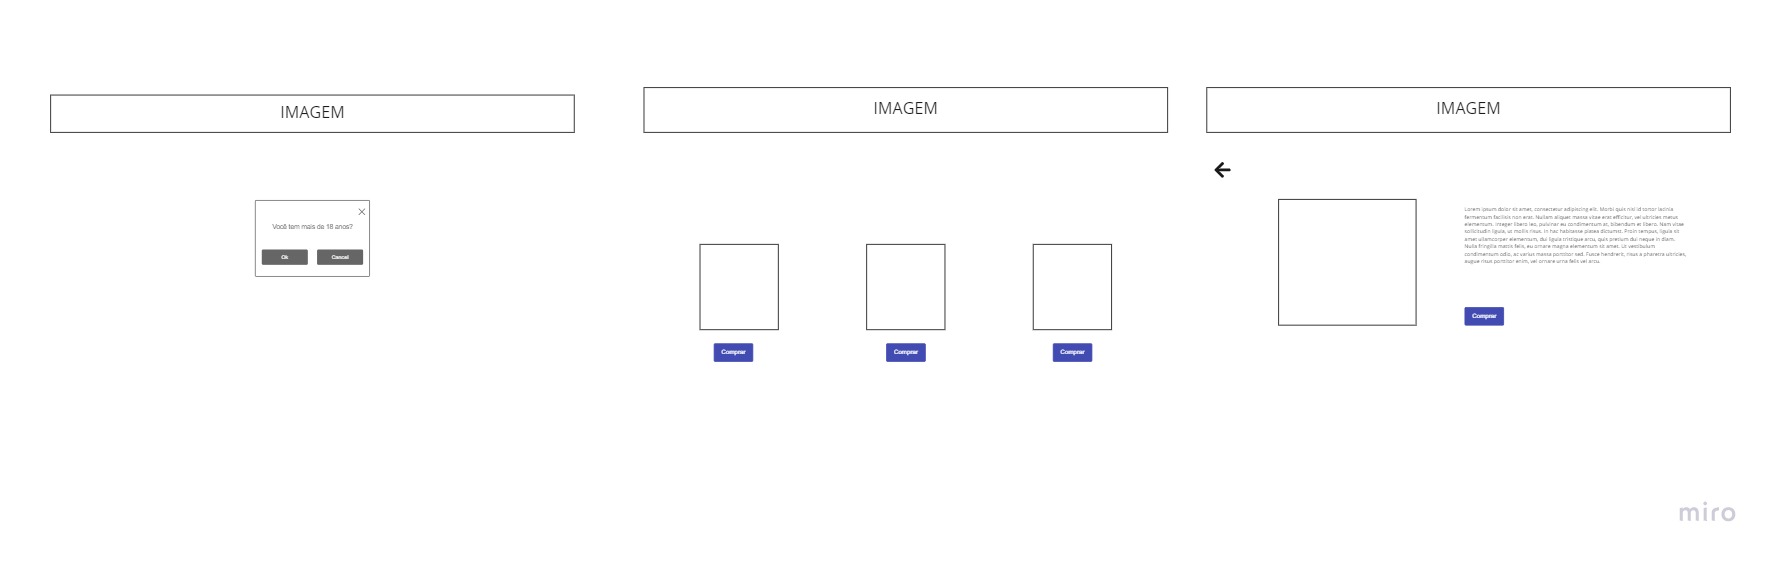 IMAGEM
Você tem mais de 18 anos?
Ok
Cancel
IMAGEM
Comprar
Comprar
Comprar
IMAGEM
Lorem ipsum dolor sit amet, consectetur adipiscing elit. Morbi quis nisl id tortor lacinia
fermentum facilisis non erat. Nullam aliquet massa vitae erat efficitur, vel ultricies metus
elementum. Integer libero leo, pulvinar eu condimentum at, bibendum et libero. Nam vitae
sollicitudin ligula, ut mollis risus. In hac habitasse platea dictumst. Proin tempus, ligula sit
amet ullamcorper elementum, dui ligula tristique arcu, quis pretium dui neque in diam.
Nulla fringilla mattis felis, eu ornare magna elementum sit amet. Ut vestibulum
condimentum odio, ac varius massa porttitor sed. Fusce hendrerit, risus a pharetra ultricies,
augue risus porttitor enim, vel ornare urna felis vel arcu.
Comprar
miro